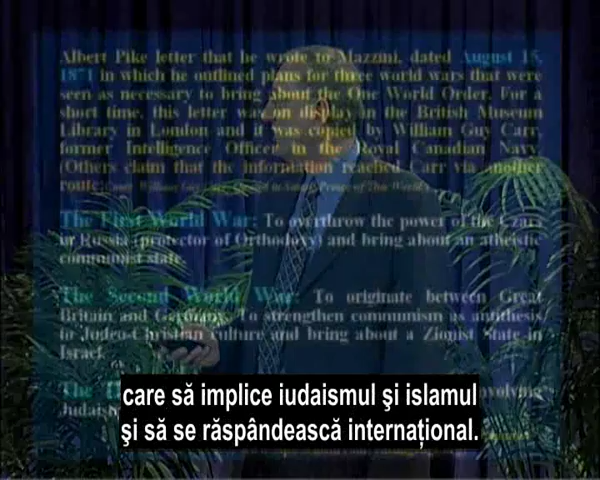 Albert Pike letter that he wrote to Mazzini, dated August 15,
1871 in which he outlined plans for three world wars that were
seen as necessary to bring about the One World Order. For a
short time, this letter was on display in the British Museum
Library in London and it was copied by William Guy Carr,
former Intelligence Officer in the Royal Canadian Navy.
(Others claim that the information reached Carr via another
route
The First World War: To overthrow the power of the Czars
in Russia (protector of Orthodoxy) and bring about an atheistic
communist state.
The Second World War: To originate between Great
Britain and Germany. To strengthen communism as antithesis
to Judeo-Christian culture and bring about a Zionist State in
Israel.
The
care să implice iudaismul şi islamul
şi să se răspândească internaţional.